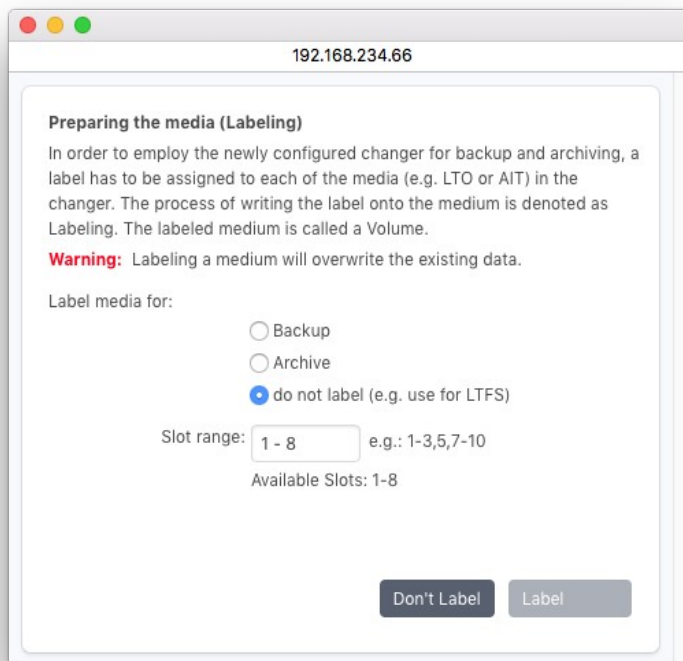 192.168.234.66
Preparing the media (Labeling)
In order to employ the newly configured changer for backup and archiving, a
label has to be assigned to each of the media (e.g. LTO or AIT) in the
changer. The process of writing the label onto the medium is denoted as
Labeling. The labeled medium is called a Volume.
Warning: Labeling a medium will overwrite the existing data.
Label media for:
Backup
Archive
do not label (e.g. use for LTFS)
Slot range: 1 - 8 e.g.: 1-3,5,7-10
Available Slots: 1-8
Don't Label Label